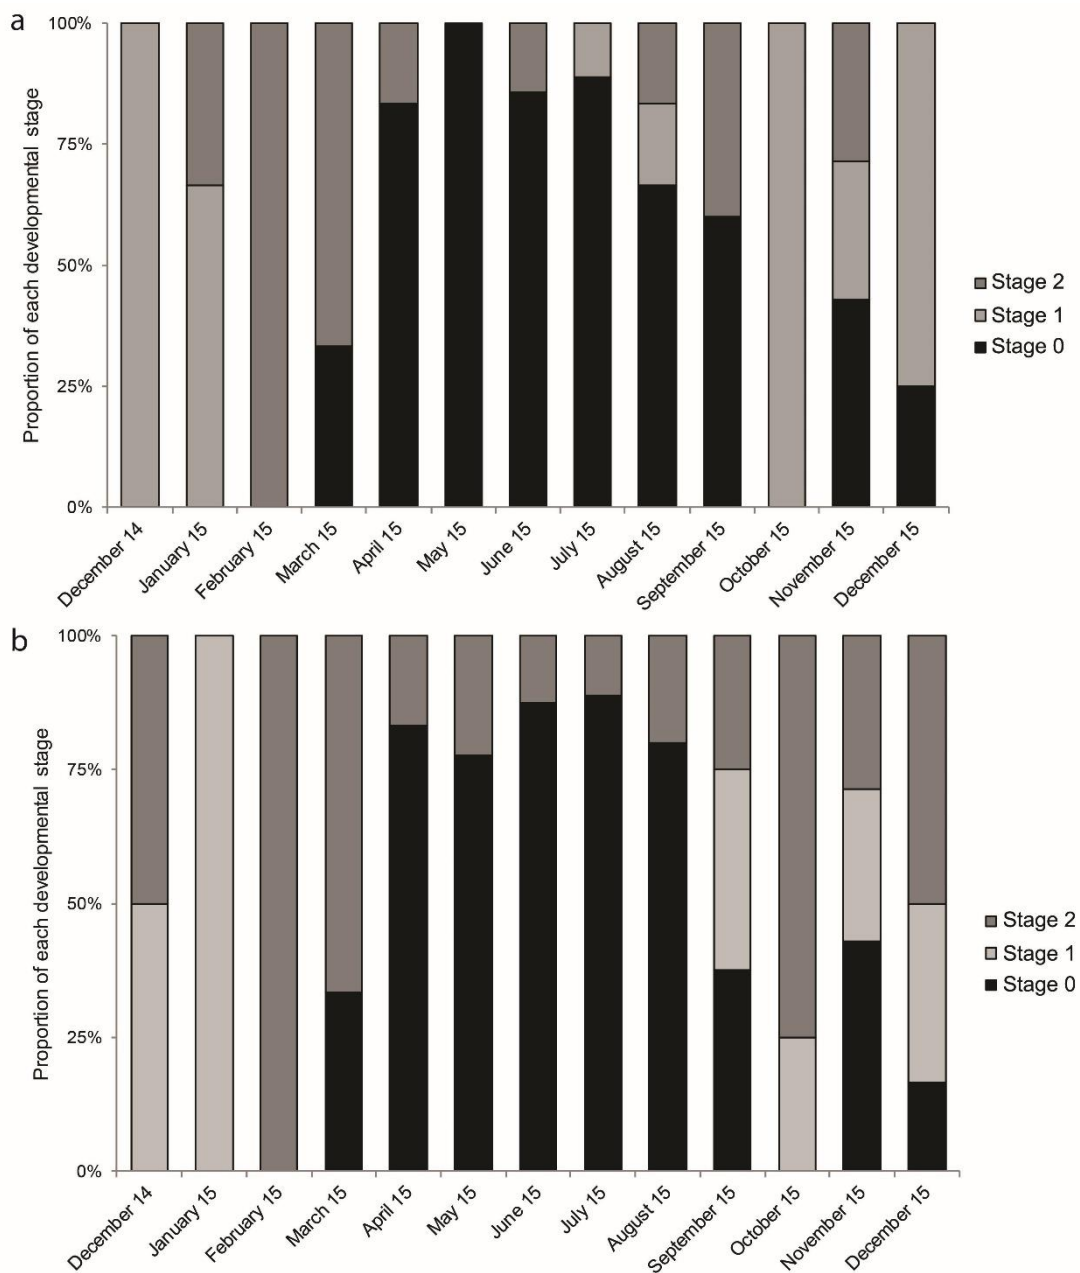 a
Proportion of each developmental stage
100%
75%
50%
25%
0%
December 14
January 15
February 15
March 15
April 15
May 15
June 15
July 15
August 15
September 15
October 15
November 15
December 15
Stage 2
Stage 1
Stage 0
b
Proportion of each developmental stage
100%
75%
50%
25%
0%
December 14
January 15
February 15
March 15
April 15
May 15
June 15
July 15
August 15
September 15
October 15
November 15
December 15
Stage 2
Stage 1
Stage 0